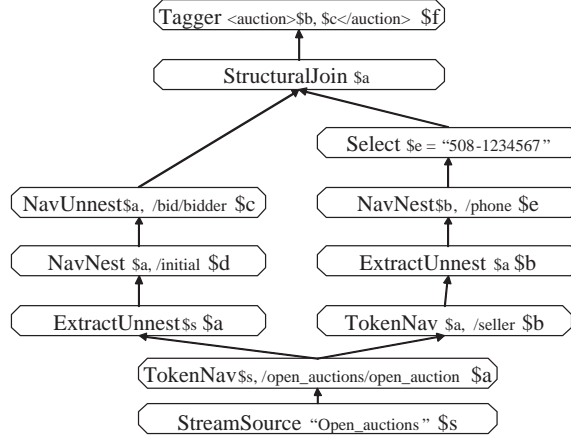 Tagger <auction>$b, $c</auction> $f
StructuralJoin $a
Select $e = “508-1234567”
NavUnnest$a, /bid/bidder $c
NavNest$b, /phone $e
NavNest $a, /initial $d
ExtractUnnest $a $b
ExtractUnnest$s $a
TokenNav $a, /seller $b
TokenNav$s, /open_auctions/open_auction $a
StreamSource “Open_auctions” $s